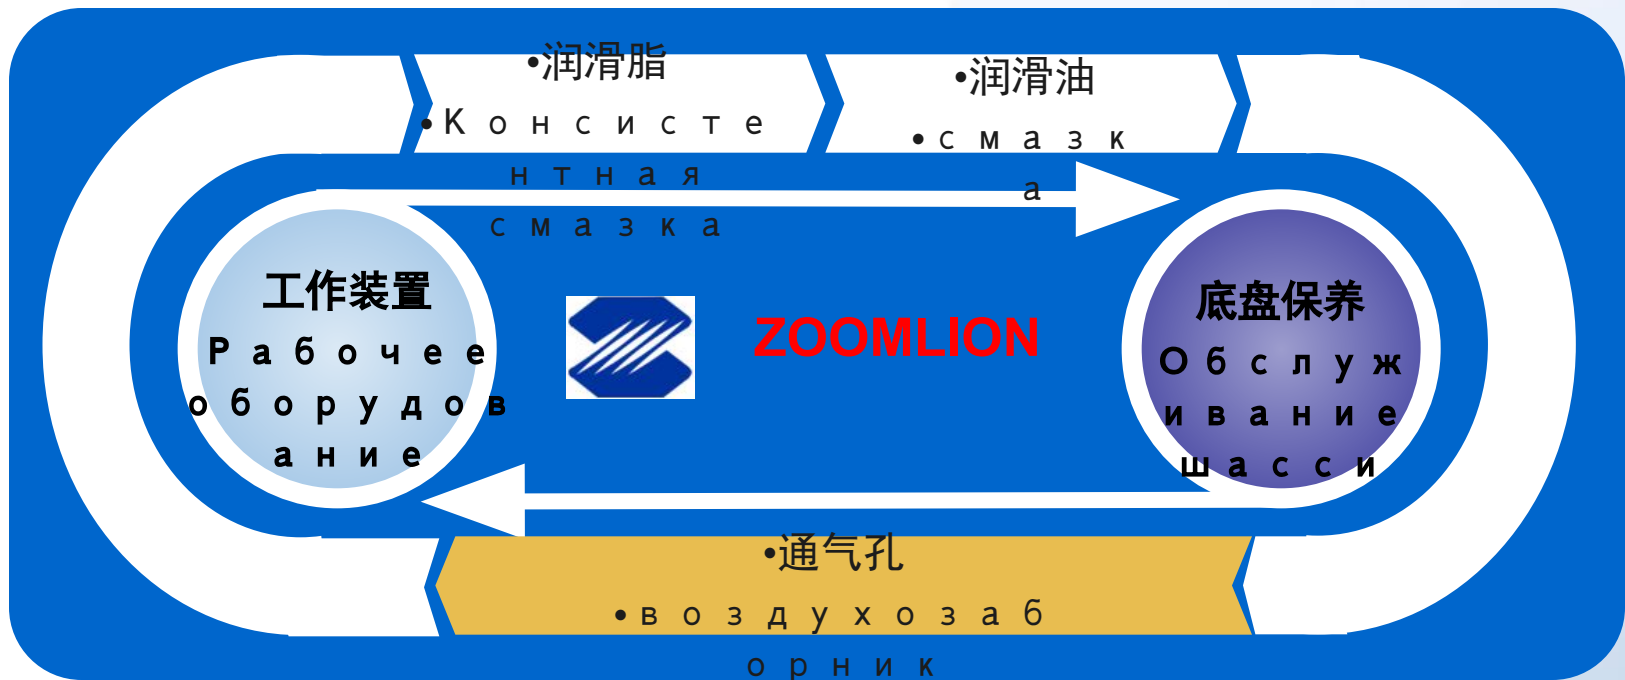 •润滑脂
•Консисте
нтная
смазка
•润滑油
•смазк
а
工作装置
Рабочее
оборудов
ание
ZOOMLION
底盘保养
Обслуж
ивание
шасси
•通气孔
•воздухозаб
орник